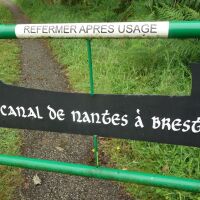 REFERMER APRES USAGE
CANAL DE NANTES À BREST